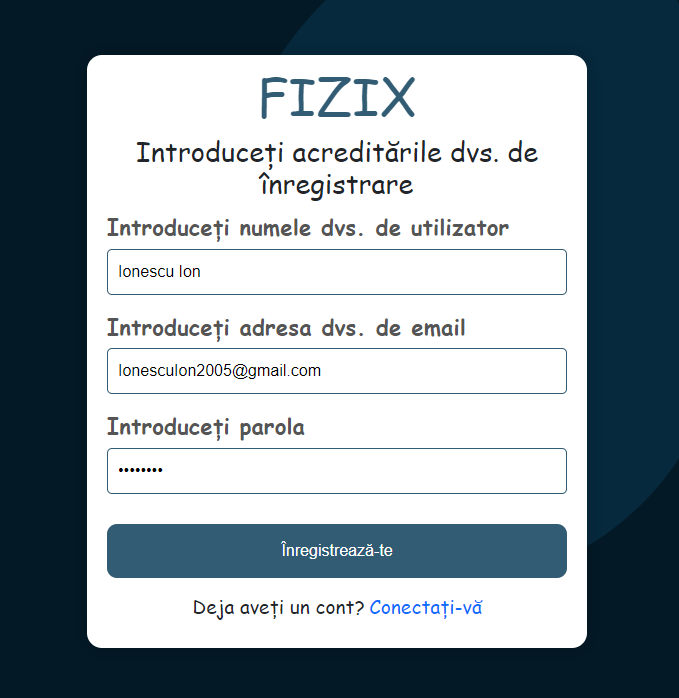 FIZIX
Introduceți acreditările dvs. de
înregistrare
Introduceți numele dvs. de utilizator
Ionescu Ion
Introduceți adresa dvs. de email
IonescuIon2005@gmail.com
Introduceți parola
••••••••
Înregistrează-te
Deja aveți un cont? Conectați-vă